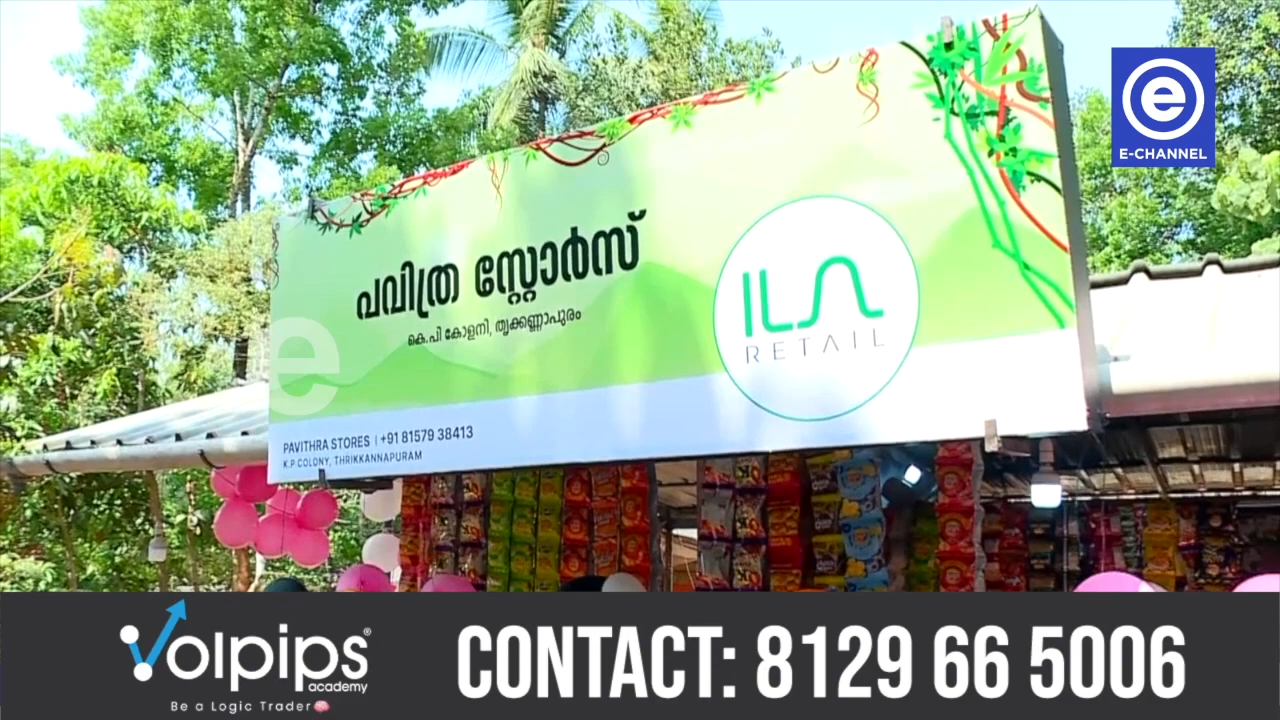 e
E-CHANNEL
പവിത്ര സ്റ്റോർസ്
കെ.പി കോളനി, തൃക്കണ്ണാപുരം
ILA
RETAIL
e
PAVITHRA STORES | +91 81579 38413
K.P COLONY, THRIKKANNAPURAM
Volpips®
academy
Be a Logic Trader
CONTACT: 8129 66 5006